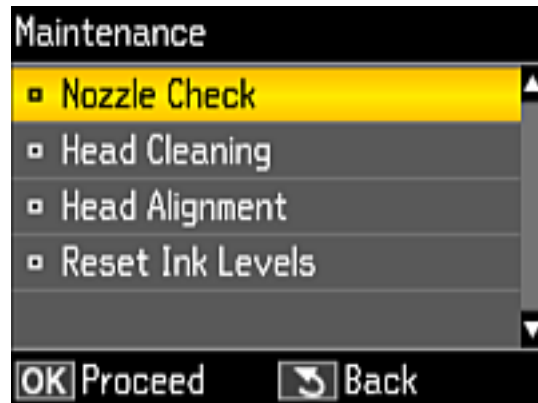 Maintenance
Nozzle Check
Head Cleaning
Head Alignment
Reset Ink Levels
OK Proceed Back